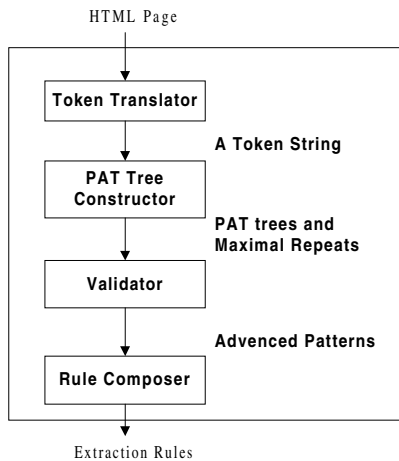 HTML Page
Token Translator
A Token String
PAT Tree
Constructor
PAT trees and
Maximal Repeats
Validator
Advenced Patterns
Rule Composer
Extraction Rules